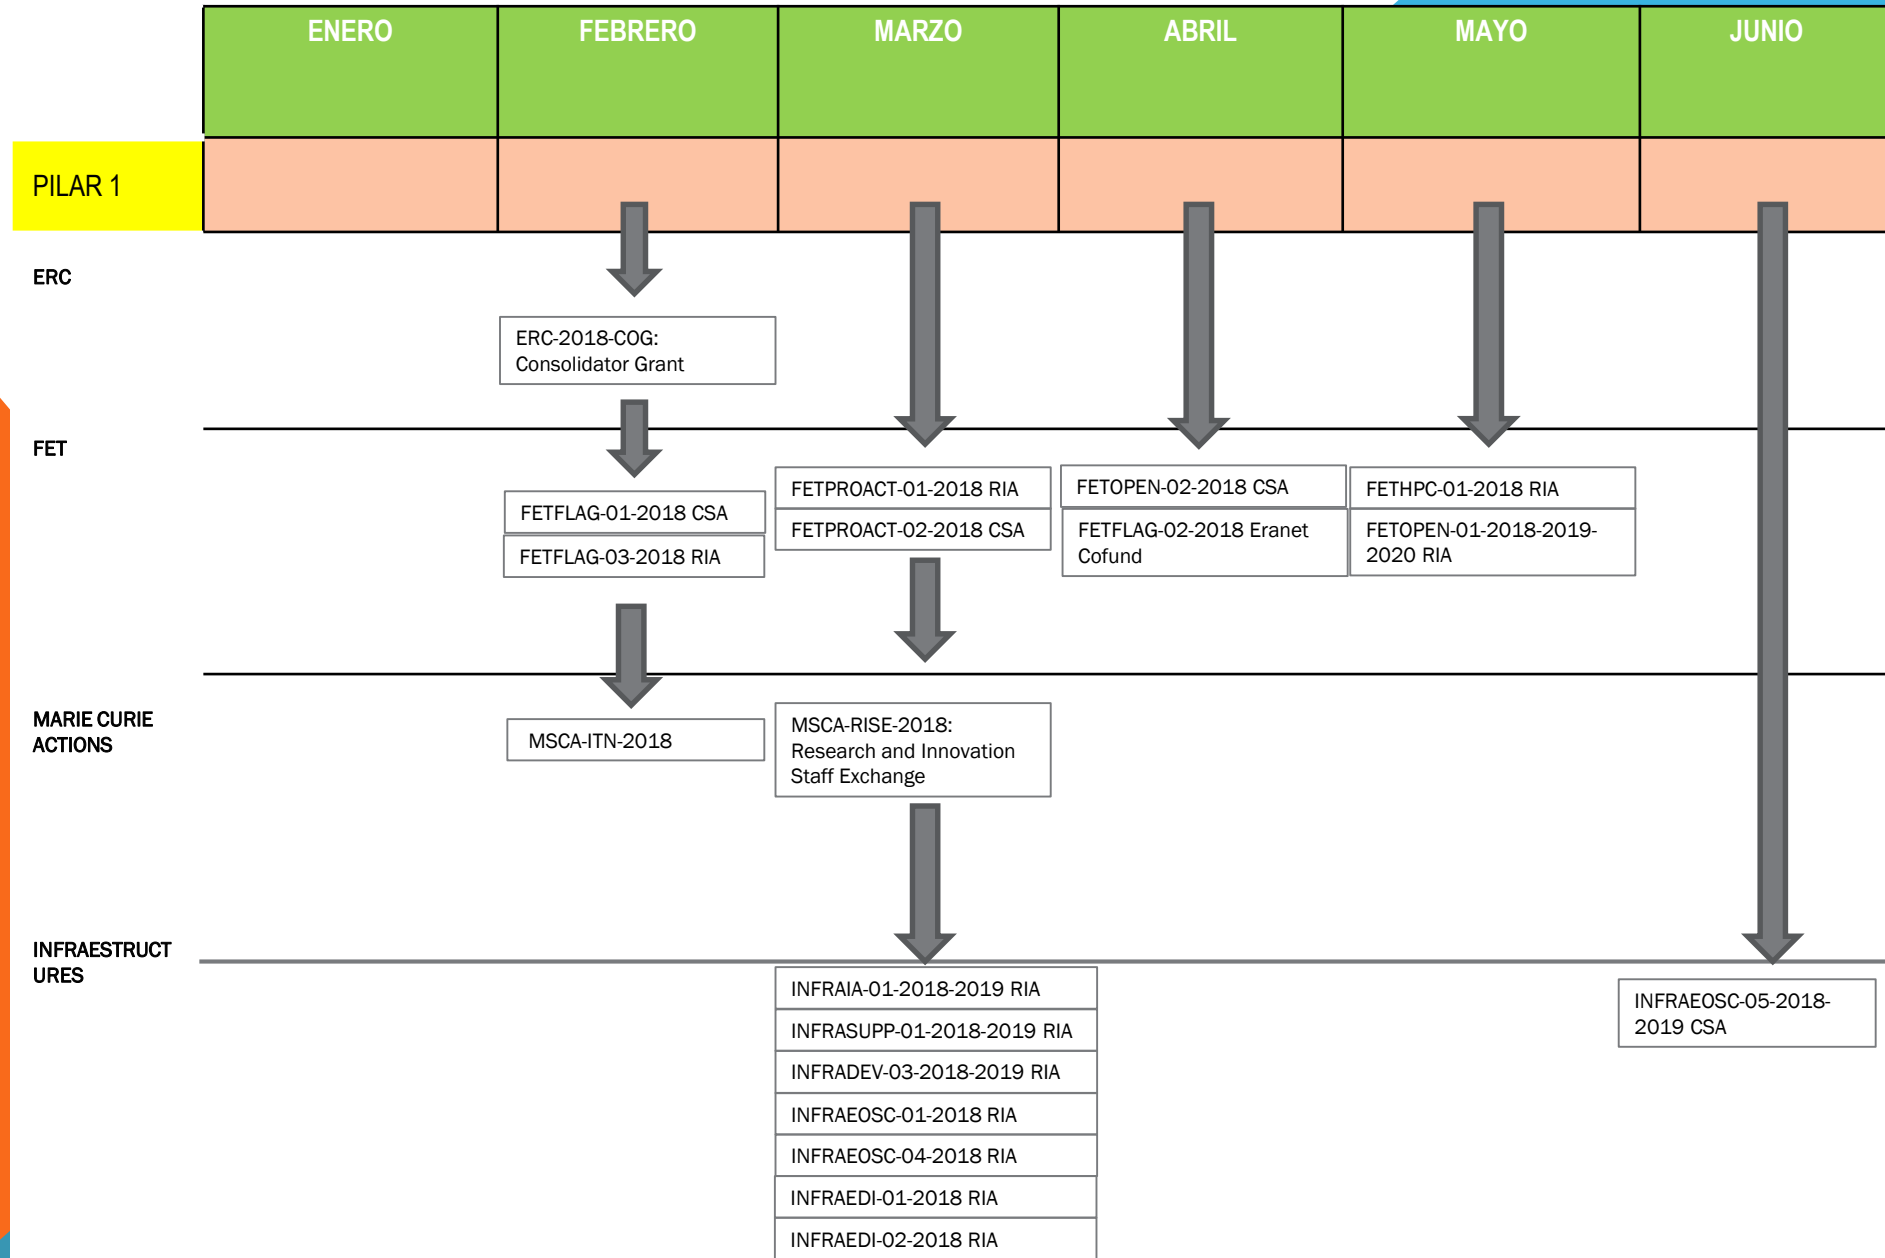 ENERO FEBRERO MARZO ABRIL MAYO JUNIO
PILAR 1
ERC
ERC-2018-COG:
Consolidator Grant
FET
FETFLAG-01-2018 CSA
FETFLAG-03-2018 RIA
FETPROACT-01-2018 RIA
FETPROACT-02-2018 CSA
FETOPEN-02-2018 CSA
FETFLAG-02-2018 Eranet
Cofund
FETHPC-01-2018 RIA
FETOPEN-01-2018-2019-
2020 RIA
MARIE CURIE
ACTIONS
MSCA-ITN-2018
MSCA-RISE-2018:
Research and Innovation
Staff Exchange
INFRAESTRUCT
URES
INFRAIA-01-2018-2019 RIA
INFRASUPP-01-2018-2019 RIA
INFRADEV-03-2018-2019 RIA
INFRAEOSC-01-2018 RIA
INFRAEOSC-04-2018 RIA
INFRAEDI-01-2018 RIA
INFRAEDI-02-2018 RIA
INFRAEOSC-05-2018-
2019 CSA